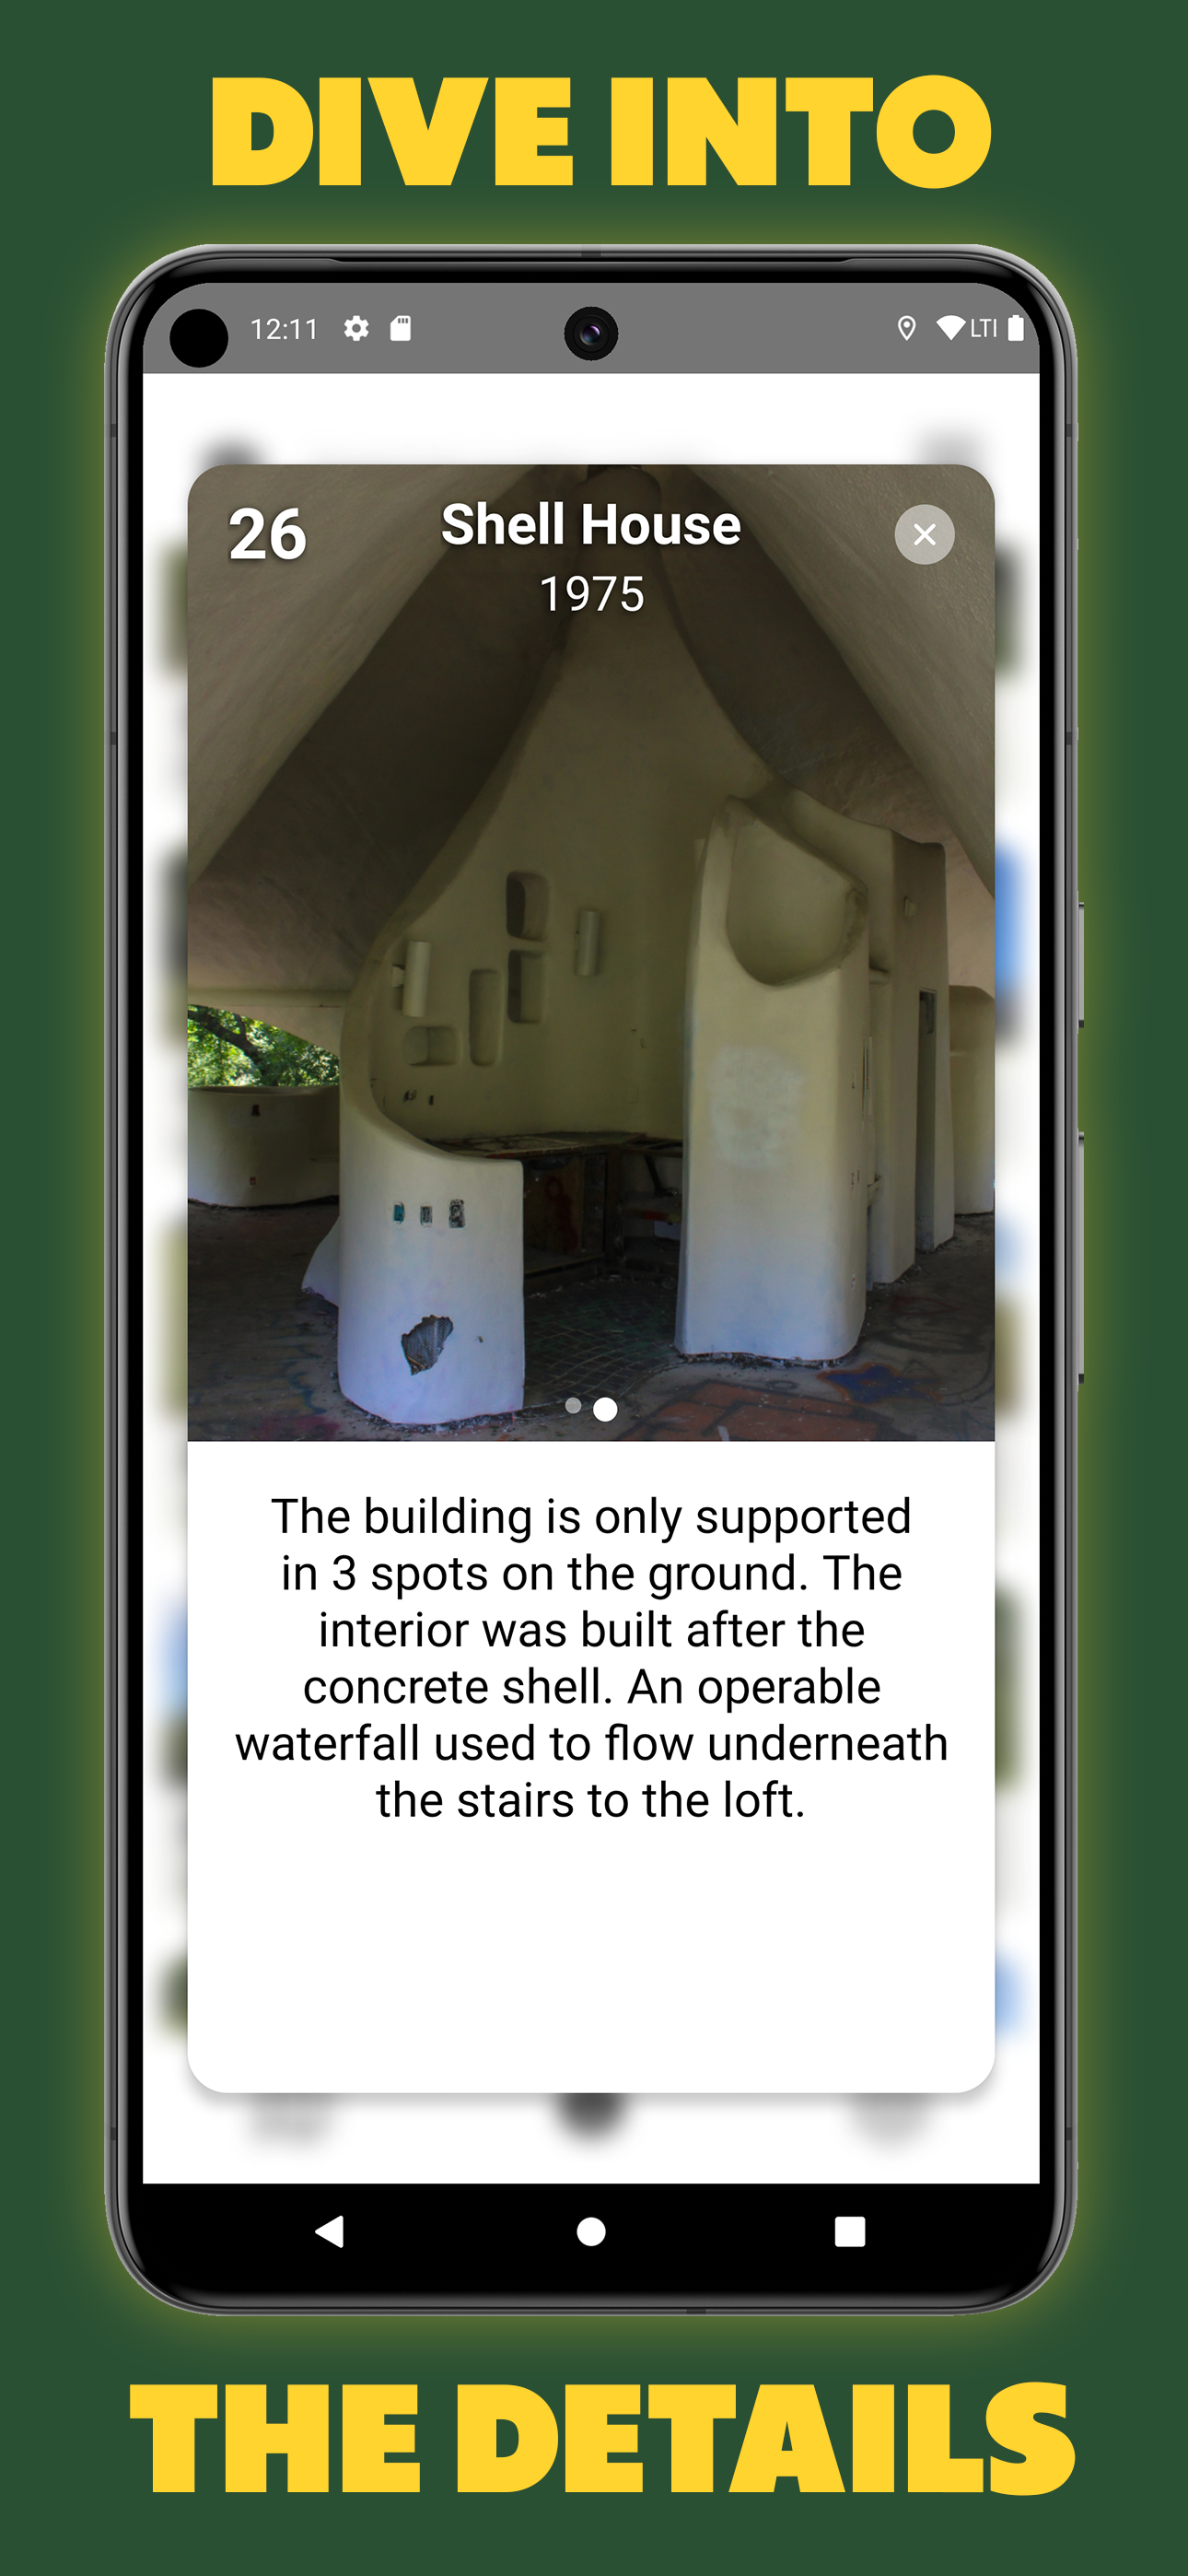 DIVE INTO
12:11
LTI
26
Shell House
1975
The building is only supported
in 3 spots on the ground. The
interior was built after the
concrete shell. An operable
waterfall used to flow underneath
the stairs to the loft.
THE DETAILS